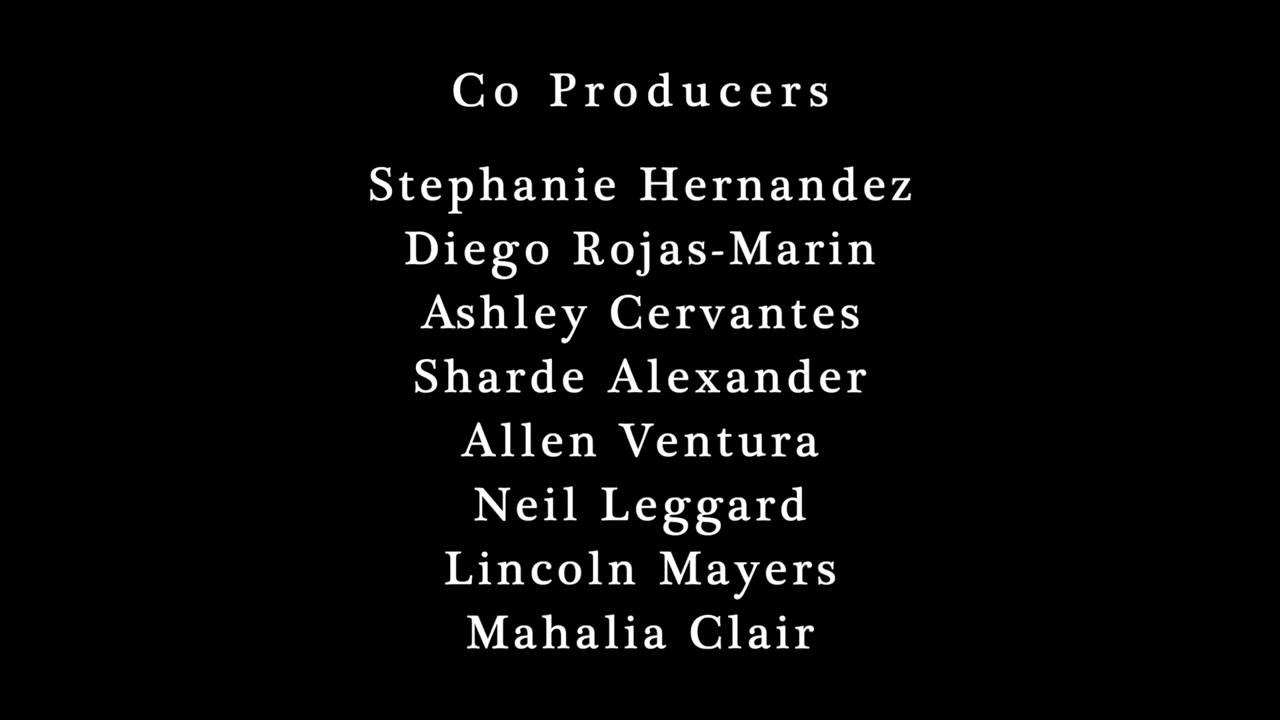 Co Producers
Stephanie Hernandez
Diego Rojas-Marin
Ashley Cervantes
Sharde Alexander
Allen Ventura
Neil Leggard
Lincoln Mayers
Mahalia Clair